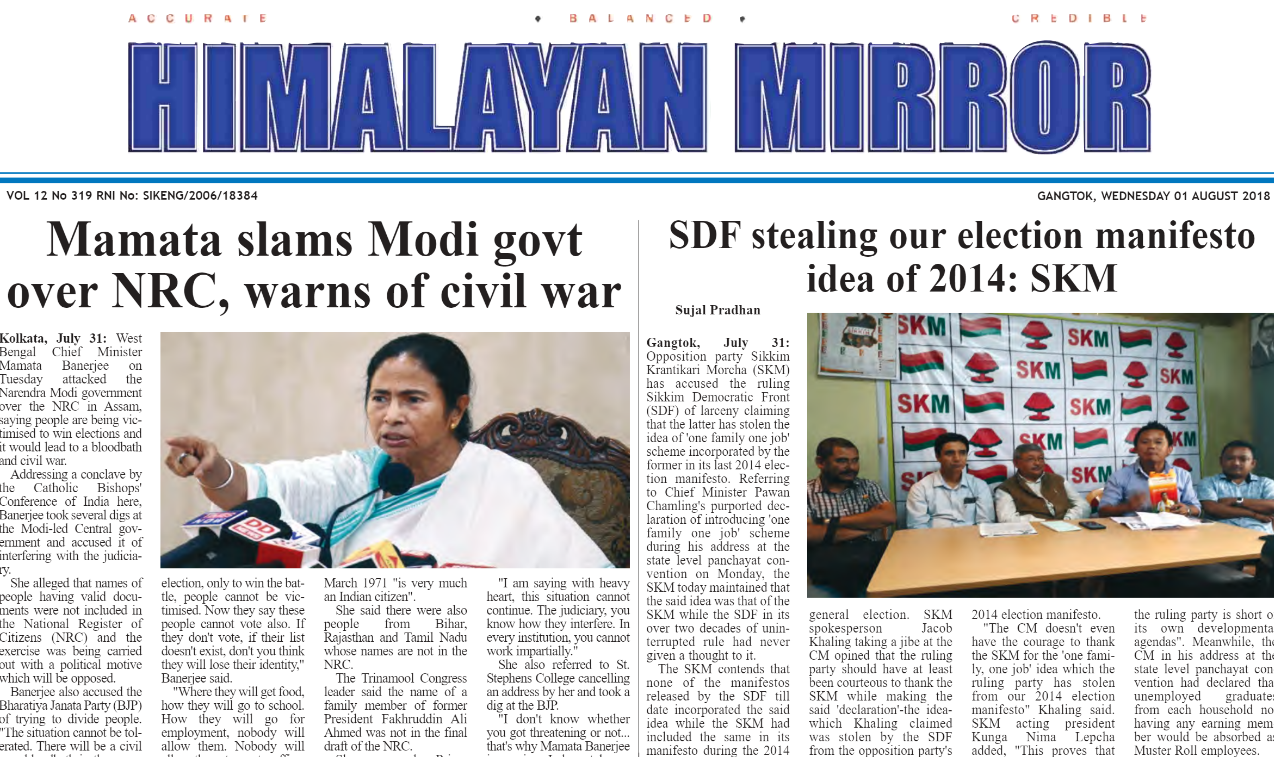 ACCURATE ♦ BALANCED ♦ CREDIBLE
HIMALAYAN MIRROR
VOL 12 No 319 RNI No: SIKENG/2006/18384
GANGTOK, WEDNESDAY 01 AUGUST 2018
Mamata slams Modi govt
over NRC, warns of civil war
Kolkata, July 31: West
Bengal Chief Minister
Mamata Banerjee on
Tuesday attacked the
Narendra Modi government
over the NRC in Assam,
saying people are being vic-
timised to win elections and
it would lead to a bloodbath
and civil war.
Addressing a conclave by
the Catholic Bishops'
Conference of India here,
Banerjee took several digs at
the Modi-led Central gov-
ernment and accused it of
interfering with the judicia-
ry.
She alleged that names of
people having valid docu-
ments were not included in
the National Register of
Citizens (NRC) and the
exercise was being carried
out with a political motive
which will be opposed.
Banerjee also accused the
Bharatiya Janata Party (BJP)
of trying to divide people.
"The situation cannot be tol-
erated. There will be a civil
DD
election, only to win the bat-
tle, people cannot be vic-
timised. Now they say these
people cannot vote also. If
they don't vote, if their list
doesn't exist, don't you think
they will lose their identity,"
Banerjee said.
"Where they will get food,
how they will go to school.
How they will go for
employment, nobody will
allow them. Nobody will
March 1971 "is very much
an Indian citizen".
She said there were also
people from Bihar,
Rajasthan and Tamil Nadu
whose names are not in the
NRC.
The Trinamool Congress
leader said the name of a
family member of former
President Fakhruddin Ali
Ahmed was not in the final
draft of the NRC.
"I am saying with heavy
heart, this situation cannot
continue. The judiciary, you
know how they interfere. In
every institution, you cannot
work impartially."
She also referred to St.
Stephens College cancelling
an address by her and took a
dig at the BJP.
"I don't know whether
you got threatening or not...
that's why Mamata Banerjee
SDF stealing our election manifesto
idea of 2014: SKM
Sujal Pradhan
Gangtok, July 31:
Opposition party Sikkim
Krantikari Morcha (SKM)
has accused the ruling
Sikkim Democratic Front
(SDF) of larceny claiming
that the latter has stolen the
idea of 'one family one job'
scheme incorporated by the
former in its last 2014 elec-
tion manifesto. Referring
to Chief Minister Pawan
Chamling's purported dec-
laration of introducing 'one
family one job' scheme
during his address at the
state level panchayat con-
vention on Monday, the
SKM today maintained that
the said idea was that of the
SKM while the SDF in its
over two decades of unin-
terrupted rule had never
given a thought to it.
The SKM contends that
none of the manifestos
released by the SDF till
date incorporated the said
idea while the SKM had
included the same in its
manifesto during the 2014
SKM SKM
SKM SKM
SKM SKM
SKM
general election. SKM
spokesperson Jacob
Khaling taking a jibe at the
CM opined that the ruling
party should have at least
been courteous to thank the
SKM while making the
said 'declaration'-the idea-
which Khaling claimed
was stolen by the SDF
from the opposition party's
2014 election manifesto.
"The CM doesn't even
have the courage to thank
the SKM for the 'one fami-
ly, one job' idea which the
ruling party has stolen
from our 2014 election
manifesto" Khaling said.
SKM acting president
Kunga Nima Lepcha
added, "This proves that
the ruling party is short o
its own developmenta
agendas". Meanwhile, the
CM in his address at the
state level panchayat con-
vention had declared tha
unemployed graduates
from each household no
having any earning mem-
ber would be absorbed as
Muster Roll employees.